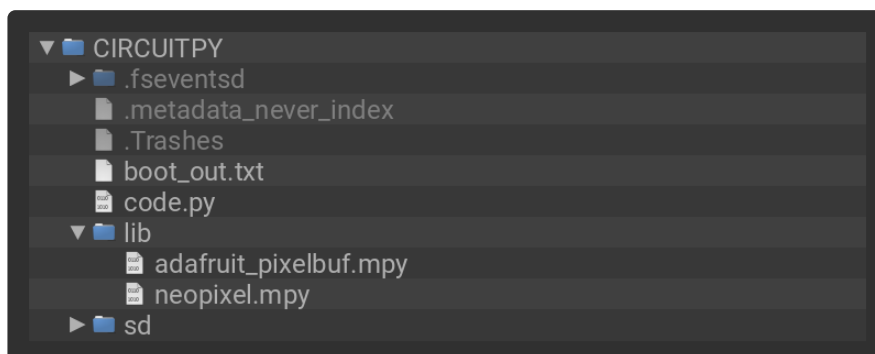 CIRCUITPY
.fseventsd
.metadata_never_index
.Trashes
boot_out.txt
code.py
lib
adafruit_pixelbuf.mpy
neopixel.mpy
sd